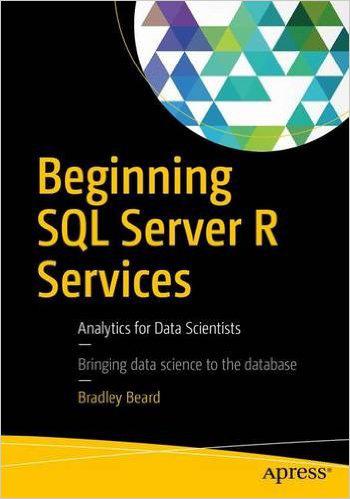 Beginning
SQL Server R
Services
Analytics for Data Scientists
Bringing data science to the database
Bradley Beard
Apress®